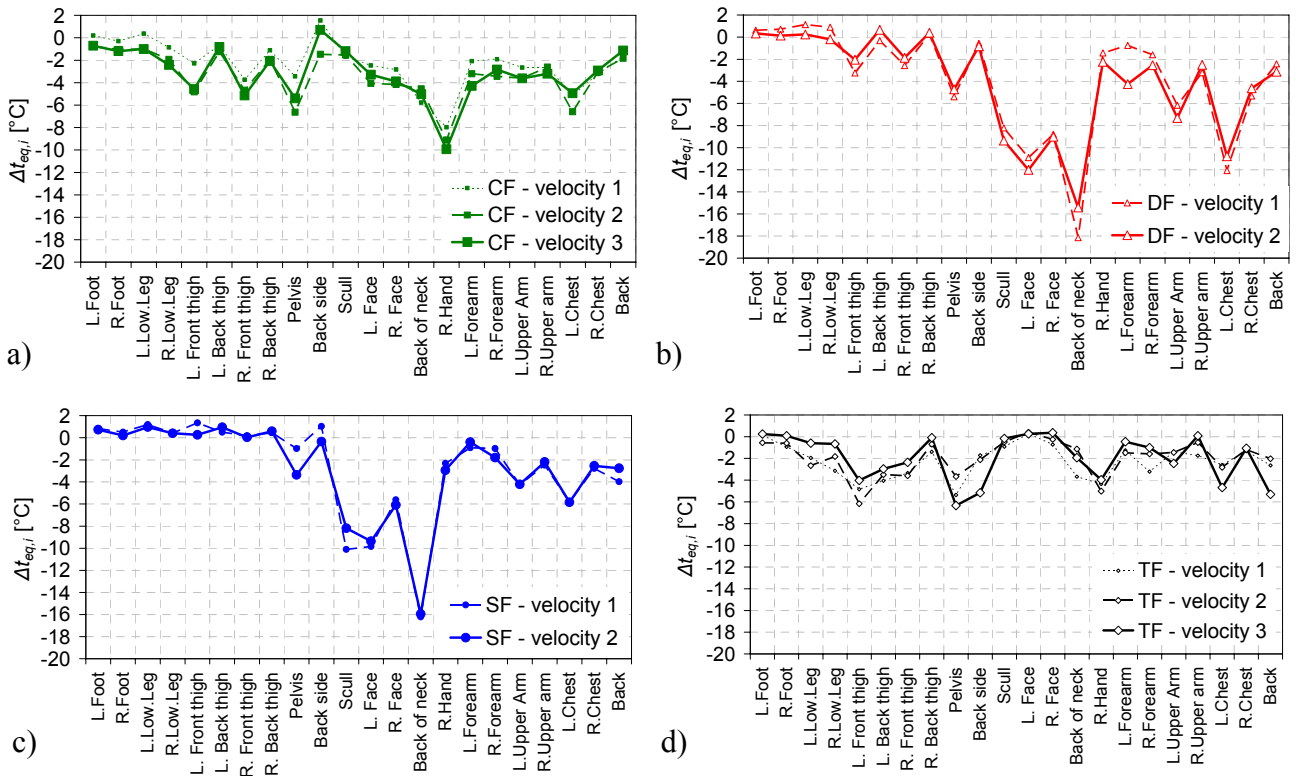 2
0
-2
-4
-6
-8
-10
-12
-14
-16
-18
-20
Δt_eq,i [°C]
CF - velocity 1
CF - velocity 2
CF - velocity 3
L.Foot
R.Foot
L.Low.Leg
R.Low.Leg
L. Front thigh
L. Back thigh
R. Front thigh
R. Back thigh
Pelvis
Back side
Scull
L. Face
R. Face
Back of neck
R.Hand
L.Forearm
R.Forearm
L.Upper Arm
R.Upper arm
L.Chest
R.Chest
Back
a)
2
0
-2
-4
-6
-8
-10
-12
-14
-16
-18
-20
Δt_eq,i [°C]
DF - velocity 1
DF - velocity 2
L.Foot
R.Foot
L.Low.Leg
R.Low.Leg
L. Front thigh
L. Back thigh
R. Front thigh
R. Back thigh
Pelvis
Back side
Scull
L. Face
R. Face
Back of neck
R.Hand
L.Forearm
R.Forearm
L.Upper Arm
R.Upper arm
L.Chest
R.Chest
Back
b)
2
0
-2
-4
-6
-8
-10
-12
-14
-16
-18
-20
Δt_eq,i [°C]
SF - velocity 1
SF - velocity 2
L.Foot
R.Foot
L.Low.Leg
R.Low.Leg
L. Front thigh
L. Back thigh
R. Front thigh
R. Back thigh
Pelvis
Back side
Scull
L. Face
R. Face
Back of neck
R.Hand
L.Forearm
R.Forearm
L.Upper Arm
R.Upper arm
L.Chest
R.Chest
Back
c)
2
0
-2
-4
-6
-8
-10
-12
-14
-16
-18
-20
Δt_eq,i [°C]
TF - velocity 1
TF - velocity 2
TF - velocity 3
L.Foot
R.Foot
L.Low.Leg
R.Low.Leg
L. Front thigh
L. Back thigh
R. Front thigh
R. Back thigh
Pelvis
Back side
Scull
L. Face
R. Face
Back of neck
R.Hand
L.Forearm
R.Forearm
L.Upper Arm
R.Upper arm
L.Chest
R.Chest
Back
d)